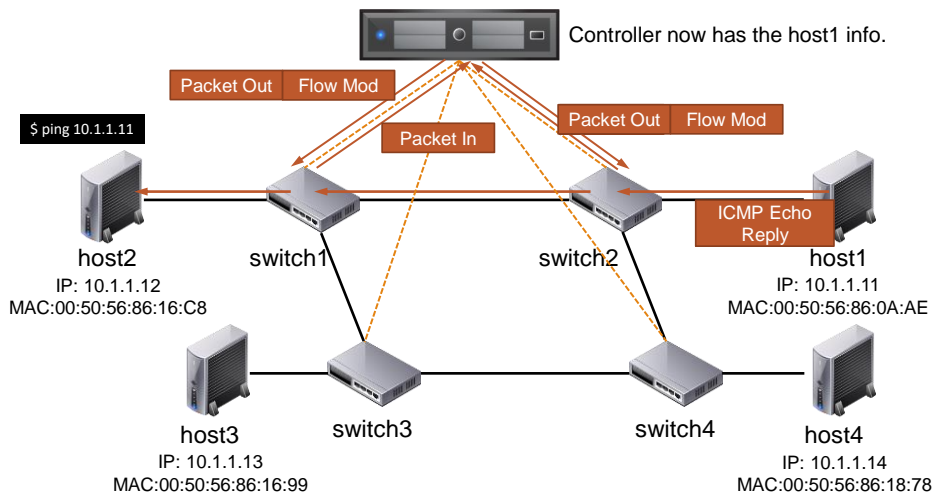 Controller now has the host1 info.
Packet Out
Flow Mod
Packet Out
Flow Mod
$ ping 10.1.1.11
Packet In
ICMP Echo
Reply
host2
IP: 10.1.1.12
MAC:00:50:56:86:16:C8
switch1
switch2
host1
IP: 10.1.1.11
MAC:00:50:56:86:0A:AE
host3
IP: 10.1.1.13
MAC:00:50:56:86:16:99
switch3
switch4
host4
IP: 10.1.1.14
MAC:00:50:56:86:18:78